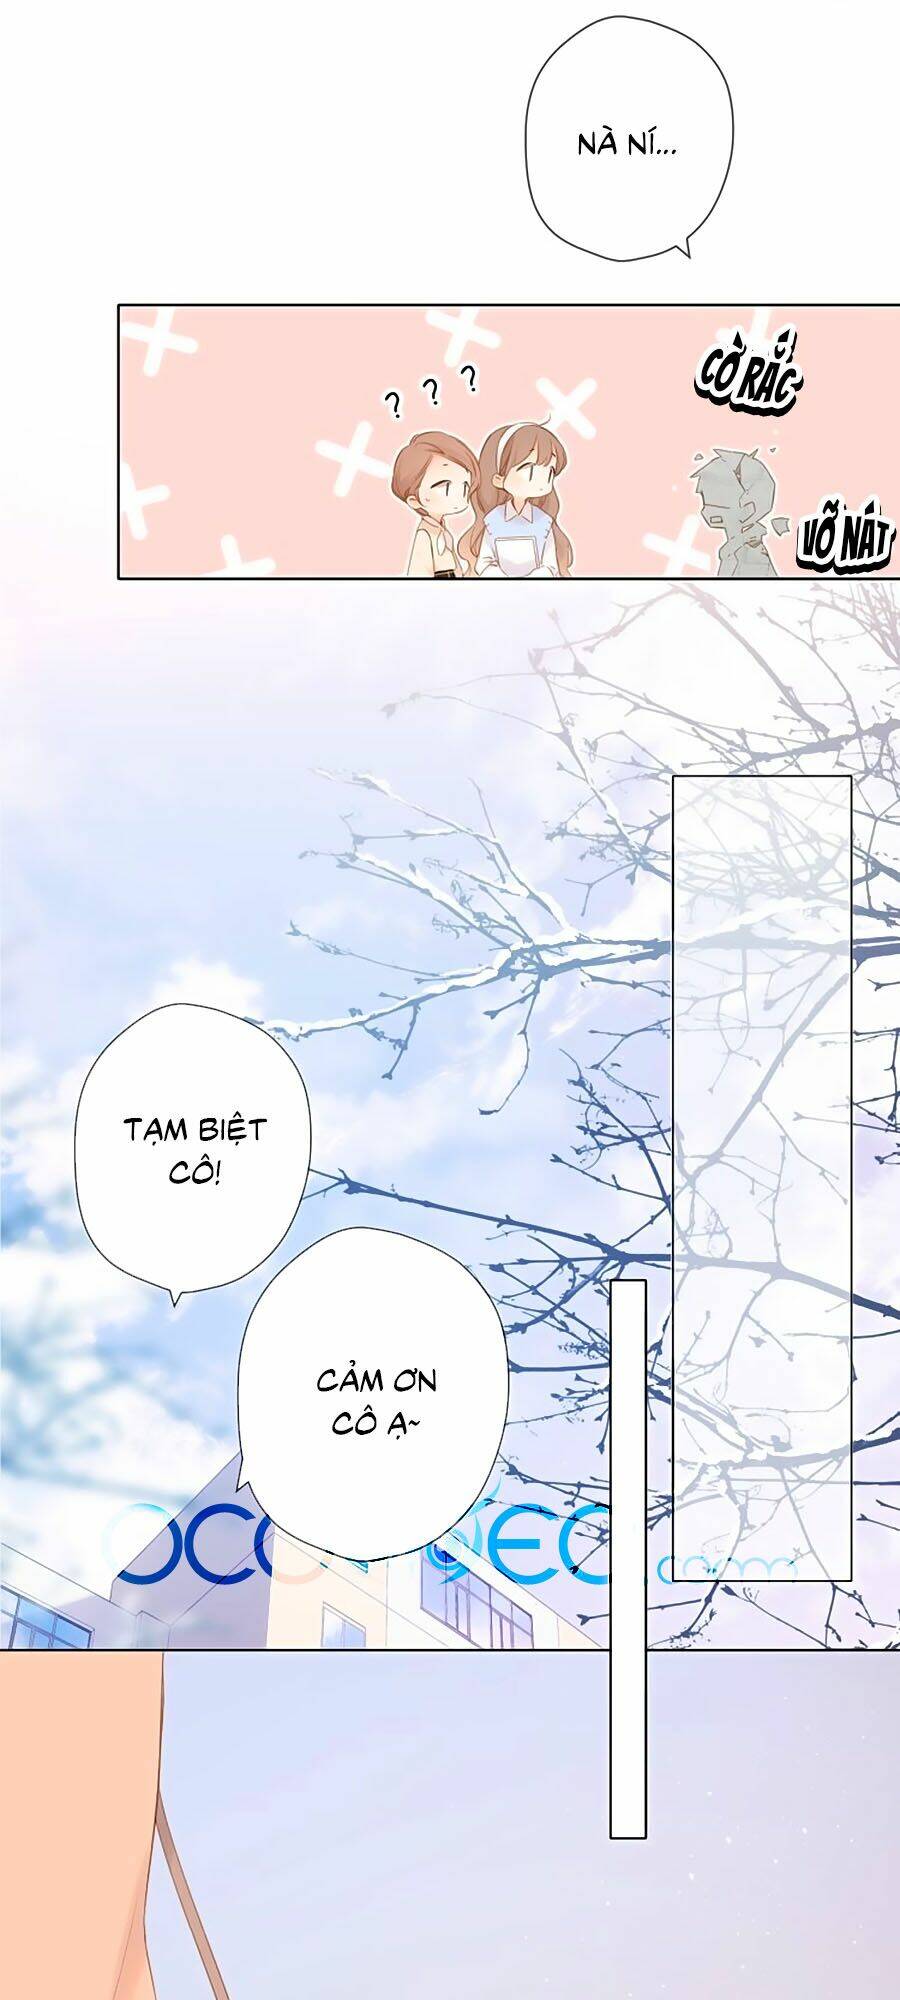 NÀ NÍ...
? ? ?
CỜ RẮC
VỠ NÁT
TẠM BIỆT
CÔ!
CẢM ƠN
CÔ Ạ~